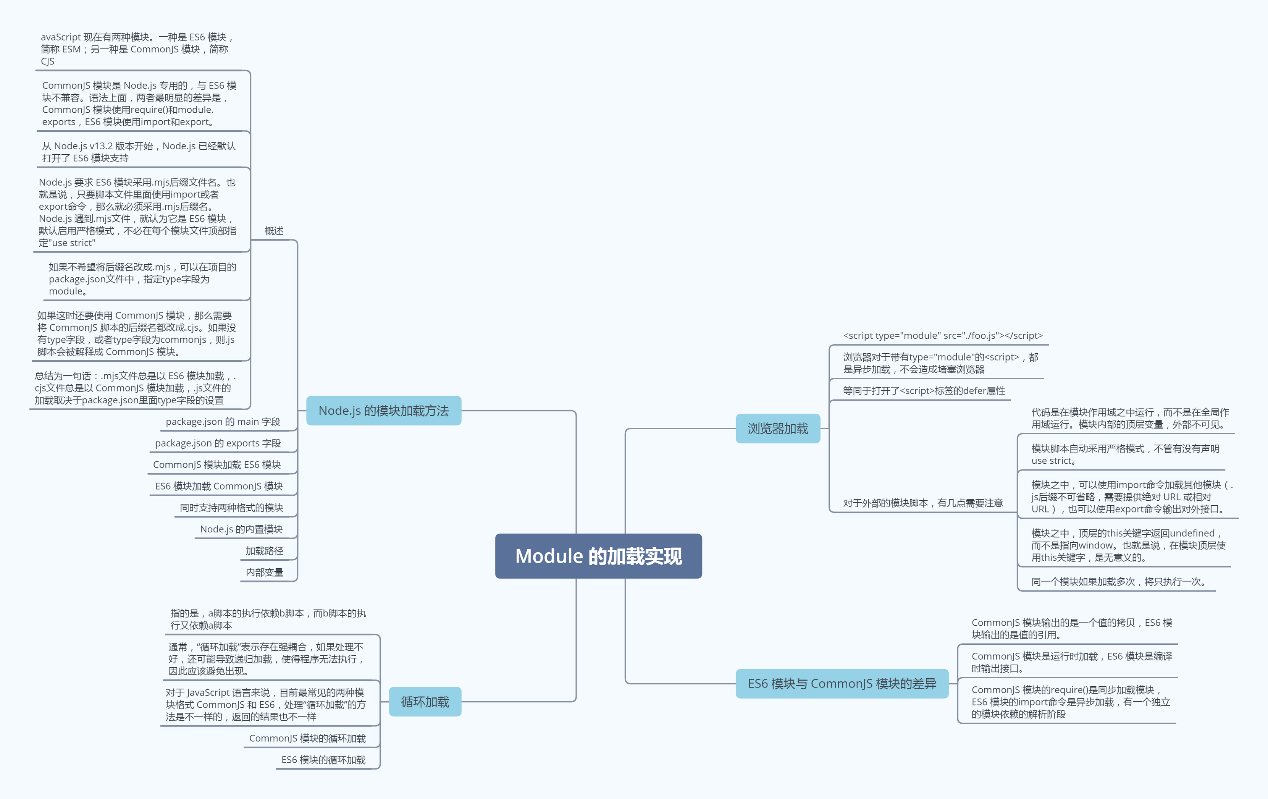 Module 的加载实现
浏览器加载
<script type="module" src="./foo.js"></script>
浏览器对于带有type="module"的<script>，都
是异步加载，不会造成堵塞浏览器
等同于打开了<script>标签的defer属性
对于外部的模块脚本，有几点需要注意
代码是在模块作用域之中运行，而不是在全局作
用域运行。模块内部的顶层变量，外部不可见。
模块脚本自动采用严格模式，不管有没有声明
use strict。
模块之中，可以使用import命令加载其他模块（.
js后缀不可省略，需要提供绝对 URL 或相对
URL），也可以使用export命令输出对外接口。
模块之中，顶层的this关键字返回undefined，
而不是指向window。也就是说，在模块顶层使
用this关键字，是无意义的。
同一个模块如果加载多次，将只执行一次。
ES6 模块与 CommonJS 模块的差异
CommonJS 模块输出的是一个值的拷贝，ES6 模
块输出的是值的引用。
CommonJS 模块是运行时加载，ES6 模块是编译
时输出接口。
CommonJS 模块的require()是同步加载模块，
ES6 模块的import命令是异步加载，有一个独立
的模块依赖的解析阶段
Node.js 的模块加载方法
概述
avaScript 现在有两种模块。一种是 ES6 模块，
简称 ESM；另一种是 CommonJS 模块，简称
CJS
CommonJS 模块是 Node.js 专用的，与 ES6 模
块不兼容。语法上面，两者最明显的差异是，
CommonJS 模块使用require()和module.
exports，ES6 模块使用import和export。
从 Node.js v13.2 版本开始，Node.js 已经默认
打开了 ES6 模块支持
Node.js 要求 ES6 模块采用.mjs后缀文件名。也
就是说，只要脚本文件里面使用import或者
export命令，那么就必须采用.mjs后缀名。
Node.js 遇到.mjs文件，就认为它是 ES6 模块，
默认启用严格模式，不必在每个模块文件顶部指
定"use strict"
如果不希望将后缀名改成.mjs，可以在项目的
package.json文件中，指定type字段为
module。
如果这时还要使用 CommonJS 模块，那么需要
将 CommonJS 脚本的后缀名都改成.cjs。如果没
有type字段，或者type字段为commonjs，则.js
脚本会被解释成 CommonJS 模块。
总结为一句话：.mjs文件总是以 ES6 模块加载，.
cjs文件总是以 CommonJS 模块加载，.js文件的
加载取决于package.json里面type字段的设置
package.json 的 main 字段
package.json 的 exports 字段
CommonJS 模块加载 ES6 模块
ES6 模块加载 CommonJS 模块
同时支持两种格式的模块
Node.js 的内置模块
加载路径
内部变量
循环加载
指的是，a脚本的执行依赖b脚本，而b脚本的执
行又依赖a脚本
通常，“循环加载”表示存在强耦合，如果处理不
好，还可能导致递归加载，使得程序无法执行，
因此应该避免出现。
对于 JavaScript 语言来说，目前最常见的两种模
块格式 CommonJS 和 ES6，处理“循环加载”的方
法是不一样的，返回的结果也不一样
CommonJS 模块的循环加载
ES6 模块的循环加载